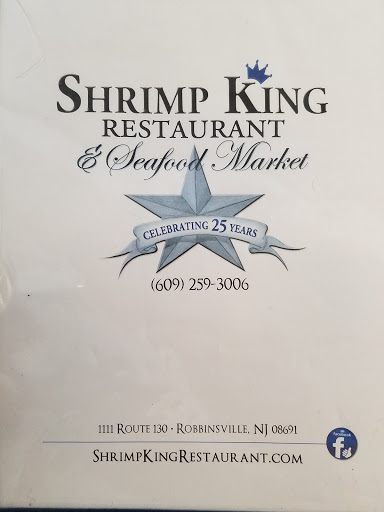 SHRIMP KING
RESTAURANT
& Seafood Market
CELEBRATING 25 YEARS
(609) 259-3006
1111 ROUTE 130 • ROBBINSVILLE, NJ 08691
SHRIMPKINGRESTAURANT.COM